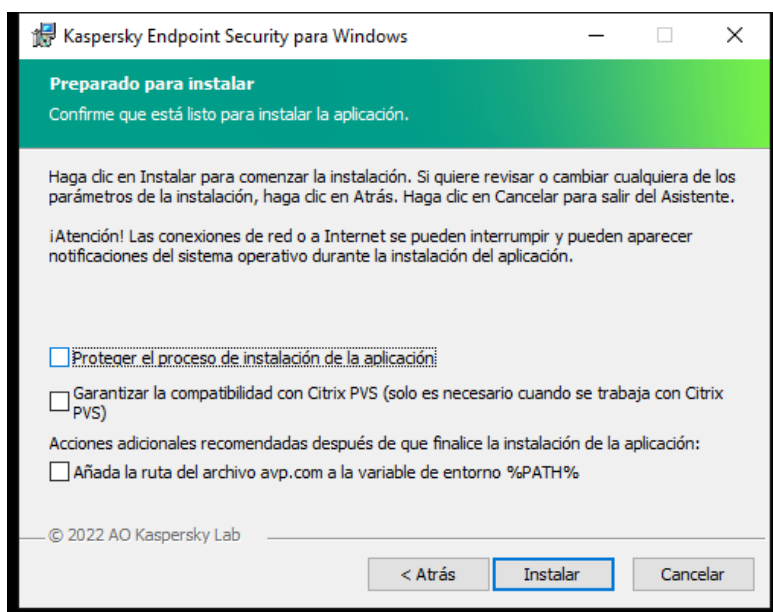 Kaspersky Endpoint Security para Windows
Preparado para instalar
Confirme que está listo para instalar la aplicación.
Haga clic en Instalar para comenzar la instalación. Si quiere revisar o cambiar cualquiera de los
parámetros de la instalación, haga clic en Atrás. Haga clic en Cancelar para salir del Asistente.
¡Atención! Las conexiones de red o a Internet se pueden interrumpir y pueden aparecer
notificaciones del sistema operativo durante la instalación del aplicación.
Proteger el proceso de instalación de la aplicación
Garantizar la compatibilidad con Citrix PVS (solo es necesario cuando se trabaja con Citrix
PVS)
Acciones adicionales recomendadas después de que finalice la instalación de la aplicación:
Añada la ruta del archivo avp.com a la variable de entorno %PATH%
© 2022 AO Kaspersky Lab
< Atrás
Instalar
Cancelar